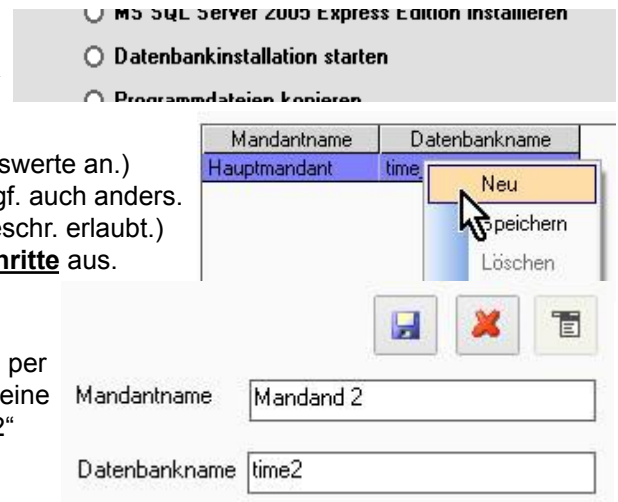 MS SQL Server 2005 Express Edition installieren
Datenbankinstallation starten
Programmdateien kopieren
Mandantname Datenbankname
swerte an.)
Hauptmandant time_
Neu
gf. auch anders.
Speichern
eschr. erlaubt.)
Löschen
hritte aus.
per
eine
Mandantname Mandand 2
2“
Datenbankname time2